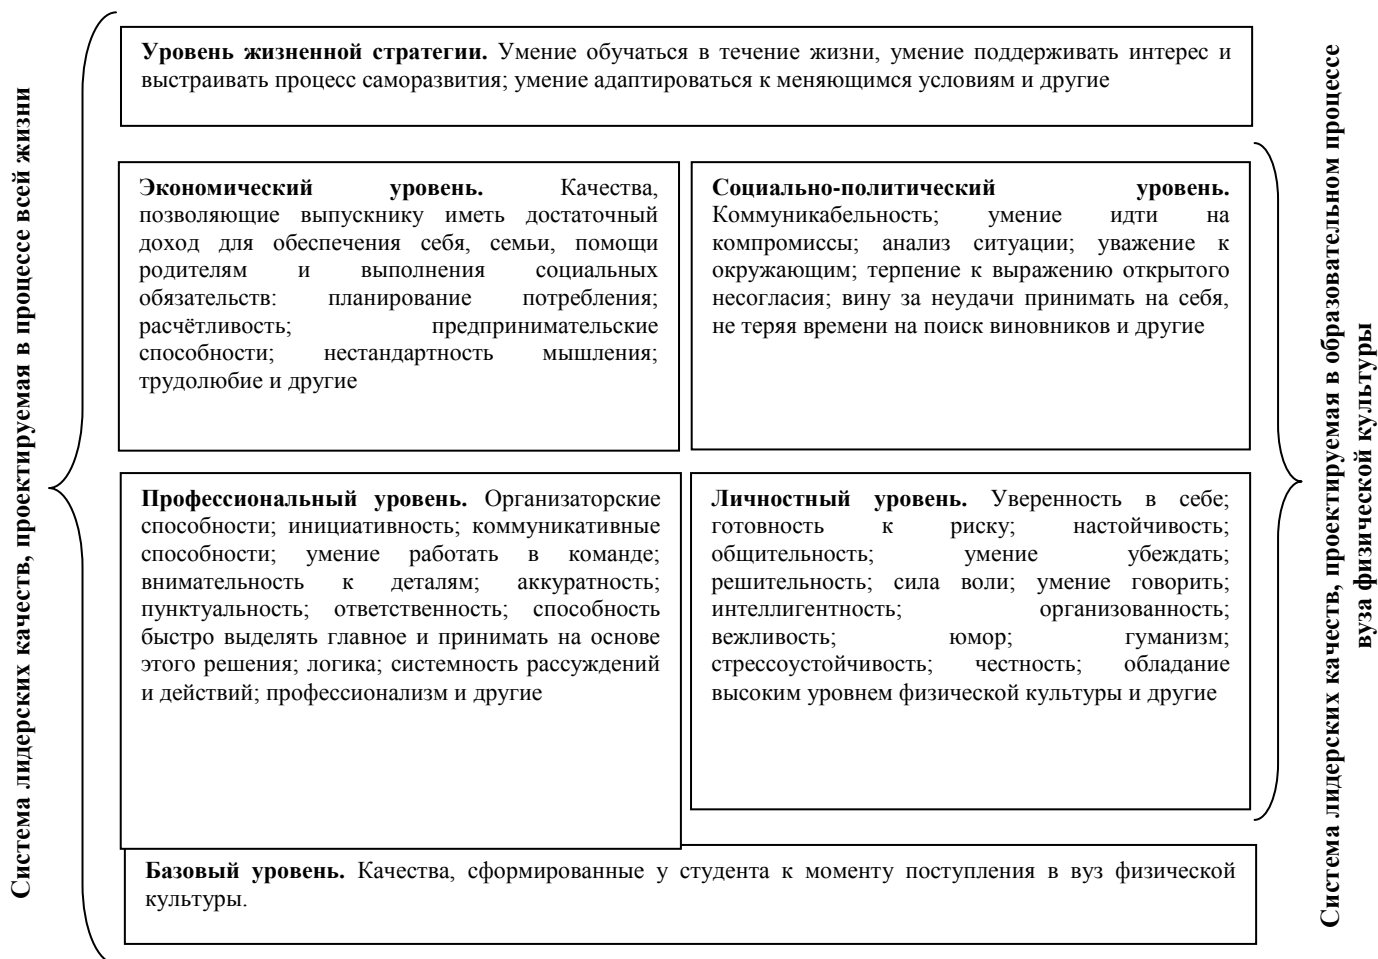 Система лидерских качеств, проектируемая в процессе всей жизни
Уровень жизненной стратегии. Умение обучаться в течение жизни, умение поддерживать интерес и
выстраивать процесс саморазвития; умение адаптироваться к меняющимся условиям и другие
Экономический уровень. Качества,
позволяющие выпускнику иметь достаточный
доход для обеспечения себя, семьи, помощи
родителям и выполнения социальных
обязательств: планирование потребления;
расчётливость; предпринимательские
способности; нестандартность мышления;
трудолюбие и другие
Социально-политический уровень.
Коммуникабельность; умение идти на
компромиссы; анализ ситуации; уважение к
окружающим; терпение к выражению открытого
несогласия; вину за неудачи принимать на себя,
не теряя времени на поиск виновников и другие
Профессиональный уровень. Организаторские
способности; инициативность; коммуникативные
способности; умение работать в команде;
внимательность к деталям; аккуратность;
пунктуальность; ответственность; способность
быстро выделять главное и принимать на основе
этого решения; логика; системность рассуждений
и действий; профессионализм и другие
Личностный уровень. Уверенность в себе;
готовность к риску; настойчивость;
общительность; умение убеждать;
решительность; сила воли; умение говорить;
интеллигентность; организованность;
вежливость; юмор; гуманизм;
стрессоустойчивость; честность; обладание
высоким уровнем физической культуры и другие
Базовый уровень. Качества, сформированные у студента к моменту поступления в вуз физической
культуры.
Система лидерских качеств, проектируемая в образовательном процессе
вуза физической культуры